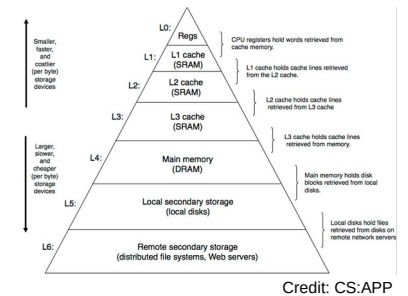 Smaller,
faster,
and
costlier
(per byte)
storage
devices
Larger,
slower,
and
cheaper
(per byte)
storage
devices
L0:
Regs
CPU registers hold words retrieved from
cache memory.
L1:
L1 cache
(SRAM)
L1 cache holds cache lines retrieved
from the L2 cache.
L2:
L2 cache
(SRAM)
L2 cache holds cache lines
retrieved from L3 cache
L3:
L3 cache
(SRAM)
L3 cache holds cache lines
retrieved from memory.
L4:
Main memory
(DRAM)
Main memory holds disk
blocks retrieved from local
disks.
L5:
Local secondary storage
(local disks)
Local disks hold files
retrieved from disks on
remote network servers
L6:
Remote secondary storage
(distributed file systems, Web servers)
Credit: CS:APP